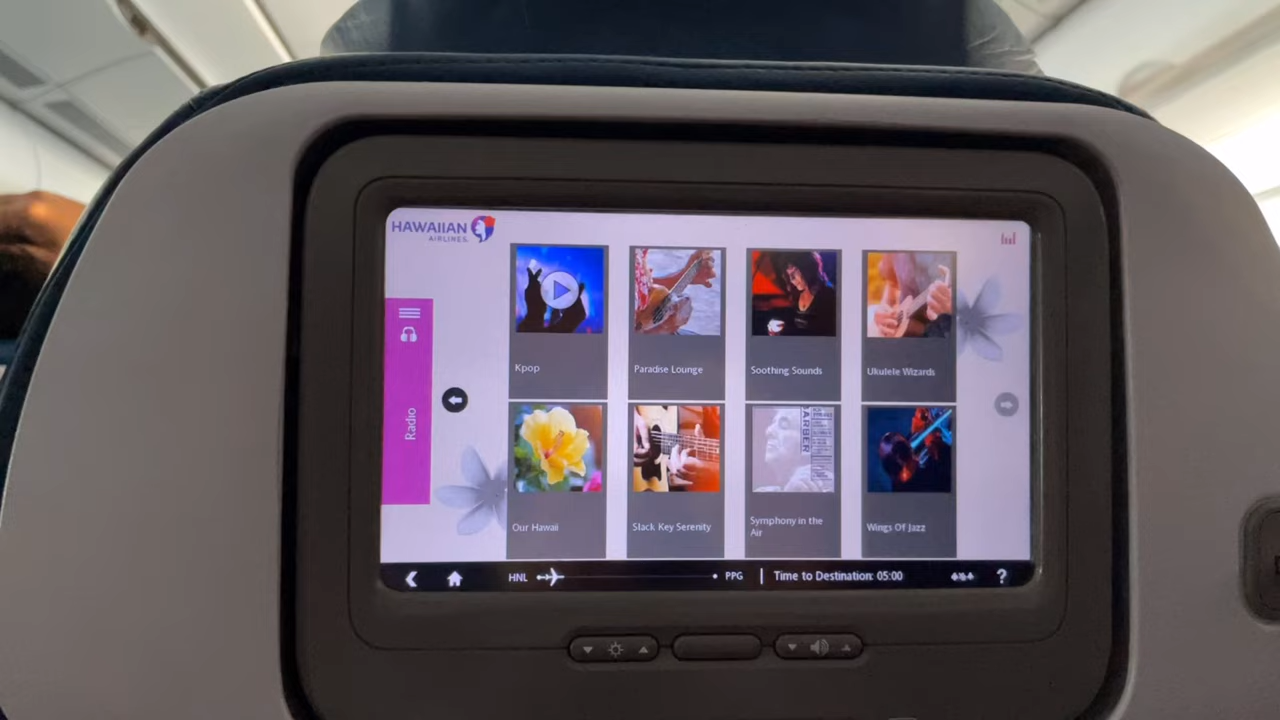 HAWAIIAN
AIRLINES.
Radio
Kpop
Paradise Lounge
Soothing Sounds
Ukulele Wizards
Our Hawaii
Slack Key Serenity
Symphony in the
Air
Wings Of Jazz
ARBER
HNL
PPG
Time to Destination: 05:00
?